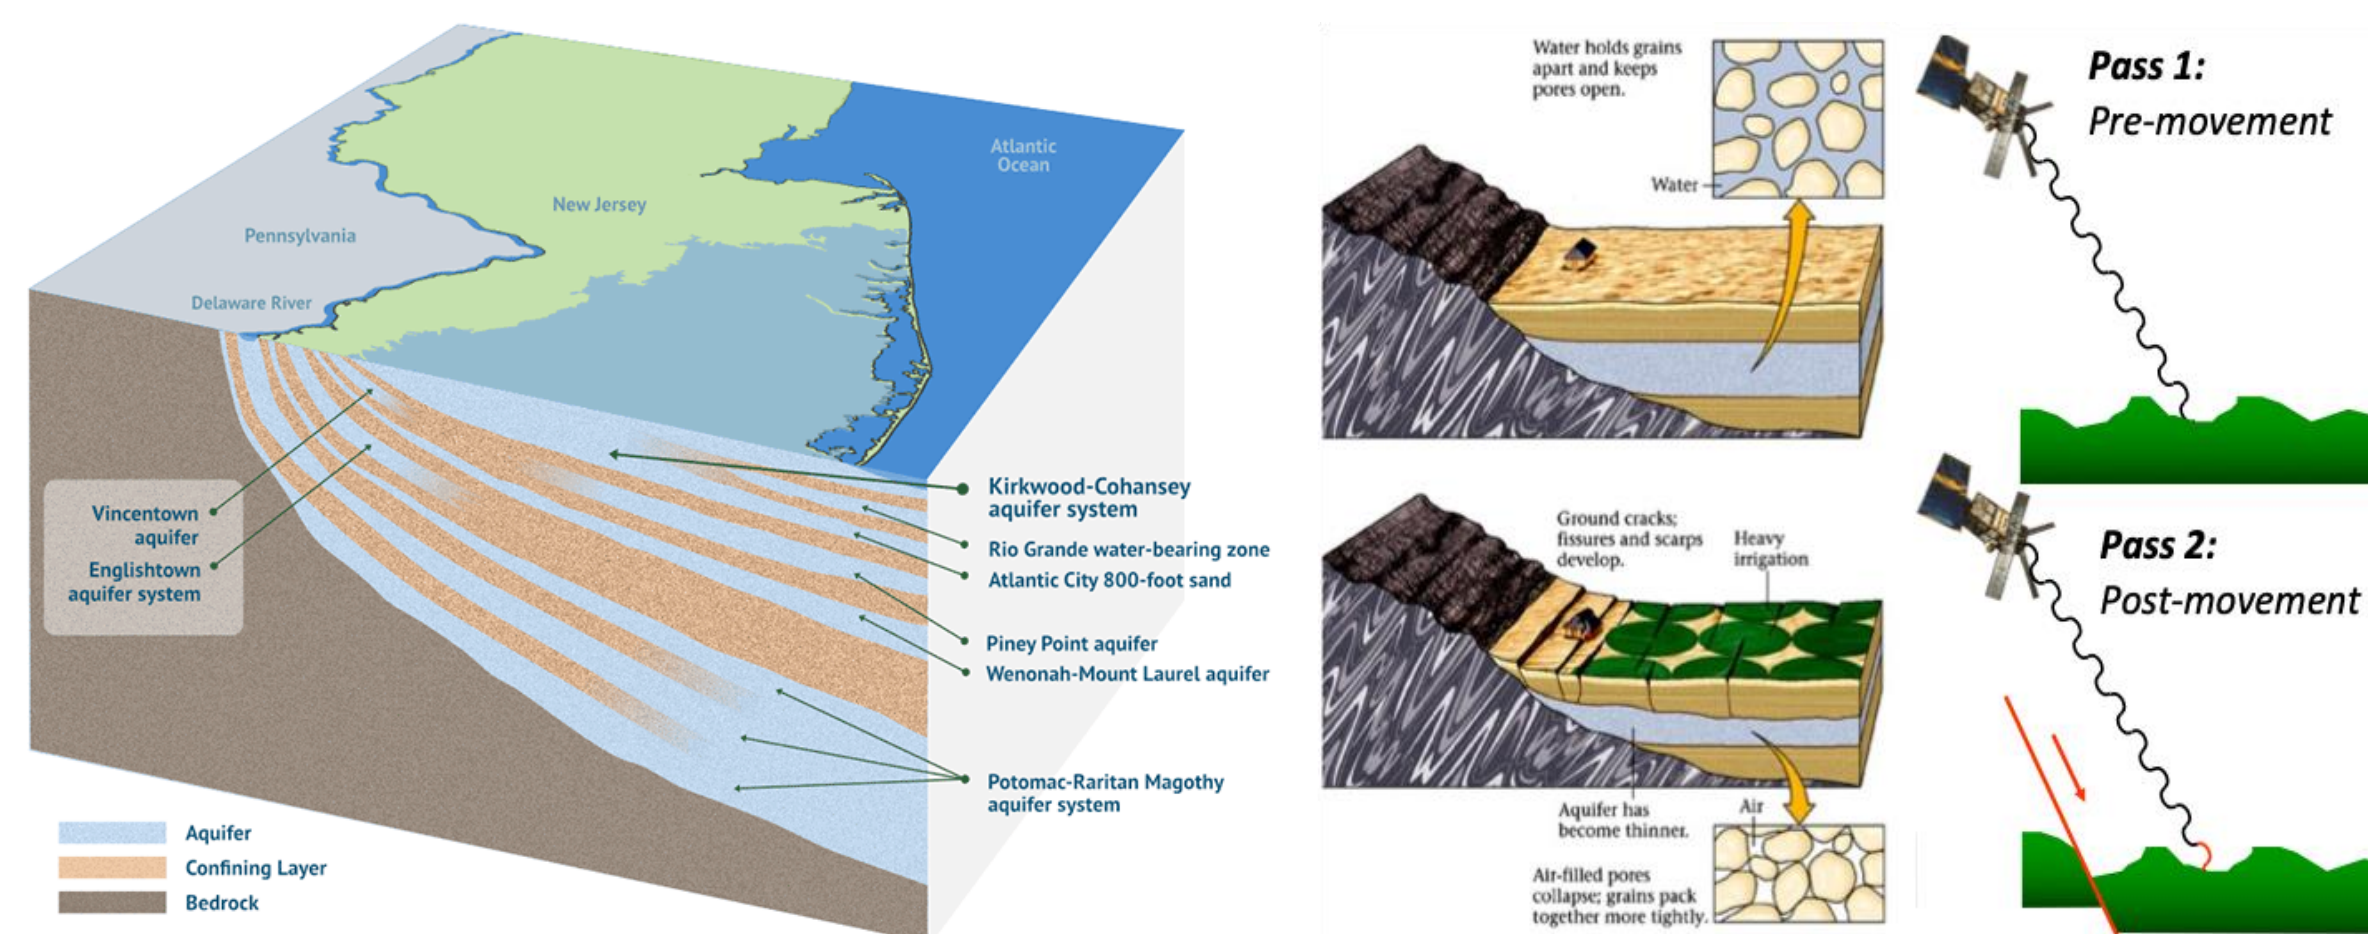 Pennsylvania
New Jersey
Atlantic
Ocean
Delaware River
Vincentown
aquifer
Englishtown
aquifer system
Kirkwood-Cohansey
aquifer system
Rio Grande water-bearing zone
Atlantic City 800-foot sand
Piney Point aquifer
Wenonah-Mount Laurel aquifer
Potomac-Raritan Magothy
aquifer system
Aquifer
Confining Layer
Bedrock
Water holds grains
apart and keeps
pores open.
Water
Ground cracks;
fissures and scarps
develop.
Heavy
irrigation
Aquifer has
become thinner.
Air
Air-filled pores
collapse; grains pack
together more tightly.
Pass 1:
Pre-movement
Pass 2:
Post-movement